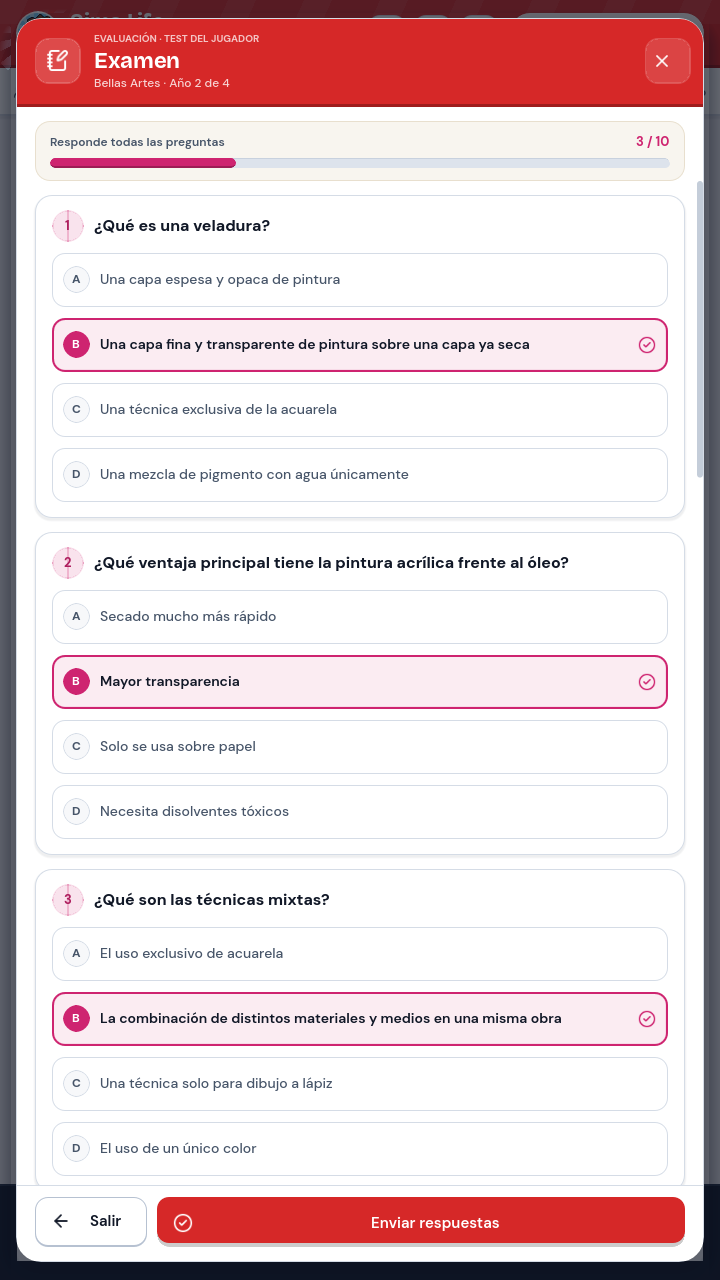 EVALUACIÓN · TEST DEL JUGADOR
Examen
Bellas Artes · Año 2 de 4
Responde todas las preguntas
3 / 10
1 ¿Qué es una veladura?
A Una capa espesa y opaca de pintura
B Una capa fina y transparente de pintura sobre una capa ya seca
C Una técnica exclusiva de la acuarela
D Una mezcla de pigmento con agua únicamente
2 ¿Qué ventaja principal tiene la pintura acrílica frente al óleo?
A Secado mucho más rápido
B Mayor transparencia
C Solo se usa sobre papel
D Necesita disolventes tóxicos
3 ¿Qué son las técnicas mixtas?
A El uso exclusivo de acuarela
B La combinación de distintos materiales y medios en una misma obra
C Una técnica solo para dibujo a lápiz
D El uso de un único color
Salir
Enviar respuestas